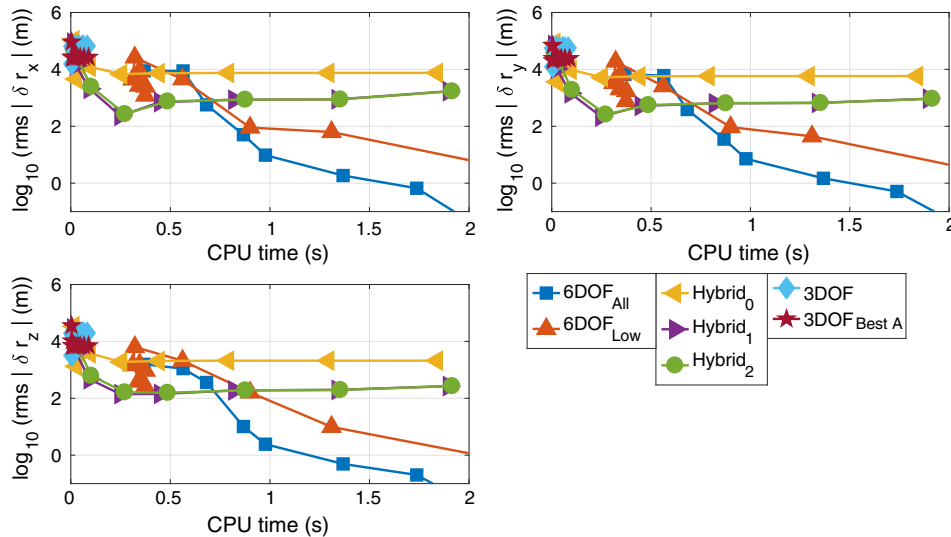 6
4
2
0
log10 (rms | δ rx | (m))
0 0.5 1 1.5 2
CPU time (s)
6
4
2
0
log10 (rms | δ ry | (m))
0 0.5 1 1.5 2
CPU time (s)
6
4
2
0
log10 (rms | δ rz | (m))
0 0.5 1 1.5 2
CPU time (s)
6DOFAll
6DOFLow
Hybrid0
Hybrid1
Hybrid2
3DOF
3DOFBest A